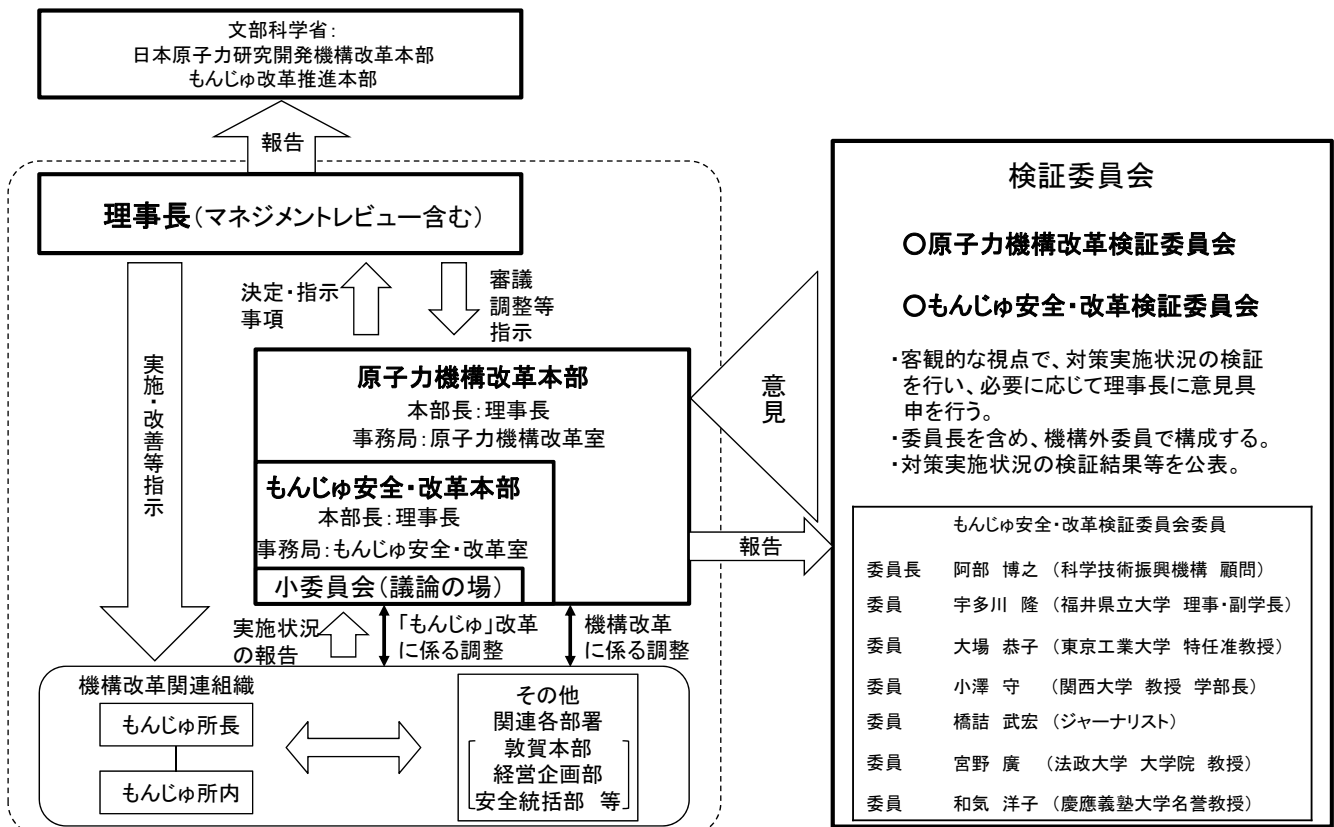 文部科学省：
日本原子力研究開発機構改革本部
もんじゅ改革推進本部
報告
理事長（マネジメントレビュー含む）
決定・指示
事項
審議
調整等
指示
実施・改善等指示
原子力機構改革本部
本部長：理事長
事務局：原子力機構改革室
もんじゅ安全・改革本部
本部長：理事長
事務局：もんじゅ安全・改革室
小委員会（議論の場）
実施状況
の報告
「もんじゅ」改革
に係る調整
機構改革
に係る調整
機構改革関連組織
もんじゅ所長
もんじゅ所内
その他
関連各部署
敦賀本部
経営企画部
安全統括部 等
意見
報告
検証委員会
○原子力機構改革検証委員会
○もんじゅ安全・改革検証委員会
・客観的な視点で、対策実施状況の検証
を行い、必要に応じて理事長に意見具
申を行う。
・委員長を含め、機構外委員で構成する。
・対策実施状況の検証結果等を公表。
もんじゅ安全・改革検証委員会委員
委員長 阿部 博之 （科学技術振興機構 顧問）
委員 宇多川 隆 （福井県立大学 理事・副学長）
委員 大場 恭子 （東京工業大学 特任准教授）
委員 小澤 守 （関西大学 教授 学部長）
委員 橋詰 武宏 （ジャーナリスト）
委員 宮野 廣 （法政大学 大学院 教授）
委員 和気 洋子 （慶應義塾大学名誉教授）